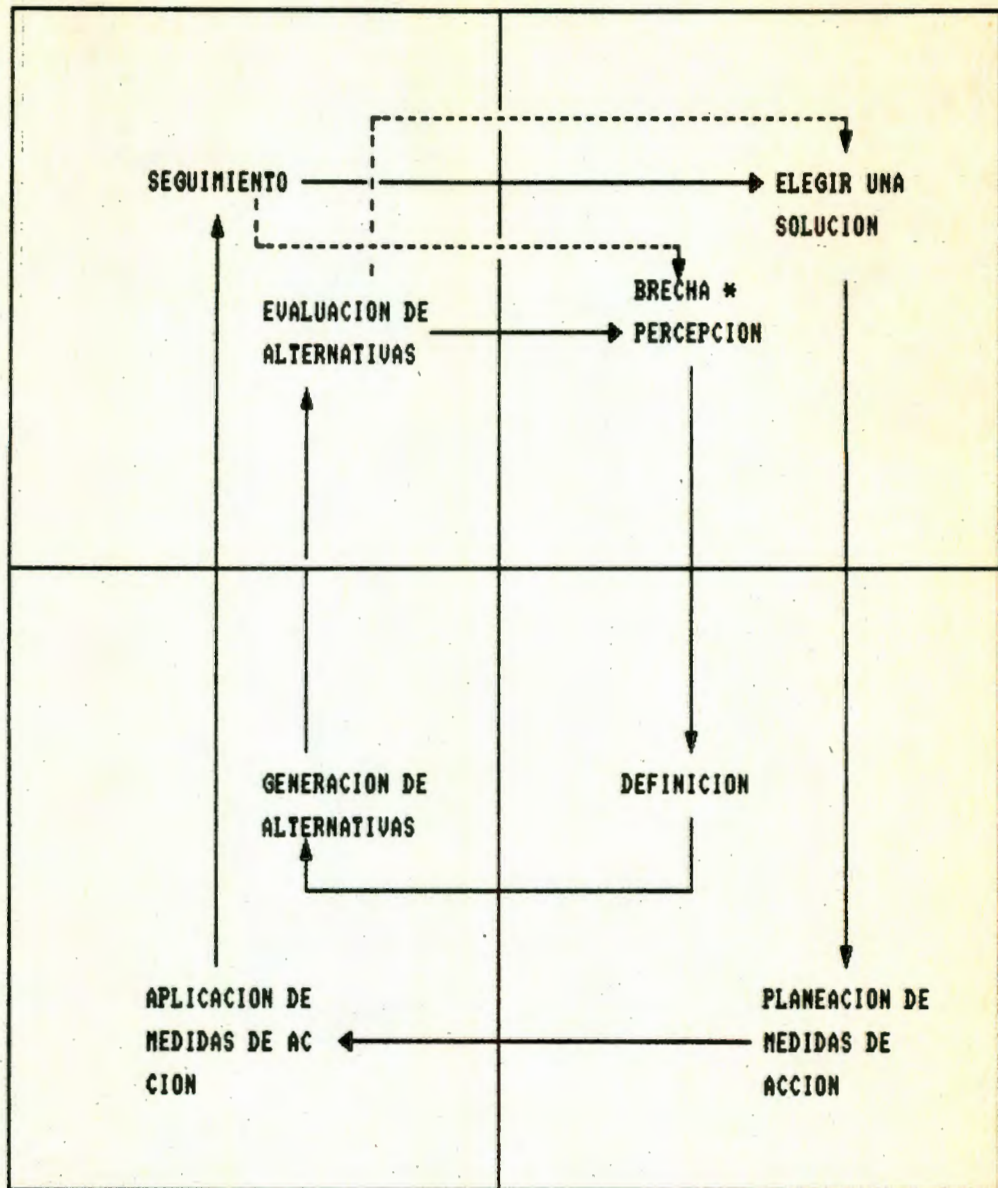 SEGUIMIENTO
ELEGIR UNA
SOLUCION
EVALUACION DE
ALTERNATIVAS
BRECHA *
PERCEPCION
GENERACION DE
ALTERNATIVAS
DEFINICION
APLICACION DE
MEDIDAS DE AC
CION
PLANEACION DE
MEDIDAS DE
ACCION